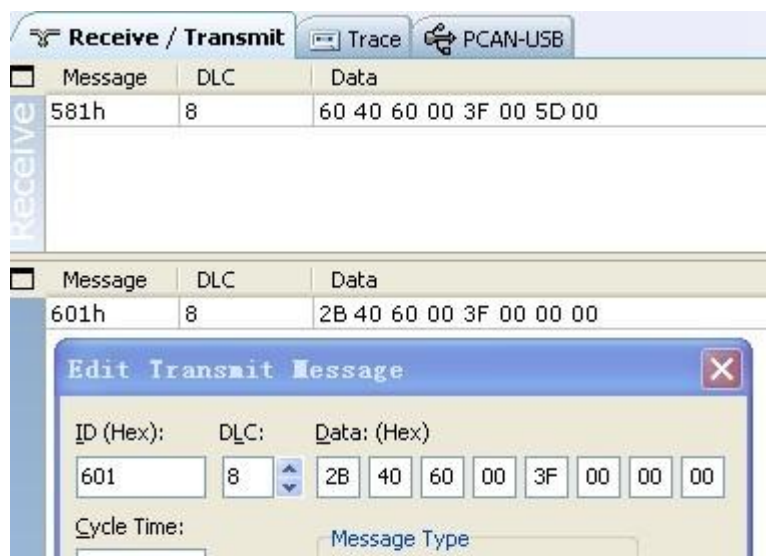 Receive / Transmit Trace PCAN-USB
Message DLC Data
581h 8 60 40 60 00 3F 00 5D 00
Receive
Message DLC Data
601h 8 2B 40 60 00 3F 00 00 00
Edit Transmit Message
ID (Hex): DLC: Data: (Hex)
601 8 2B 40 60 00 3F 00 00 00
Cycle Time: Message Type